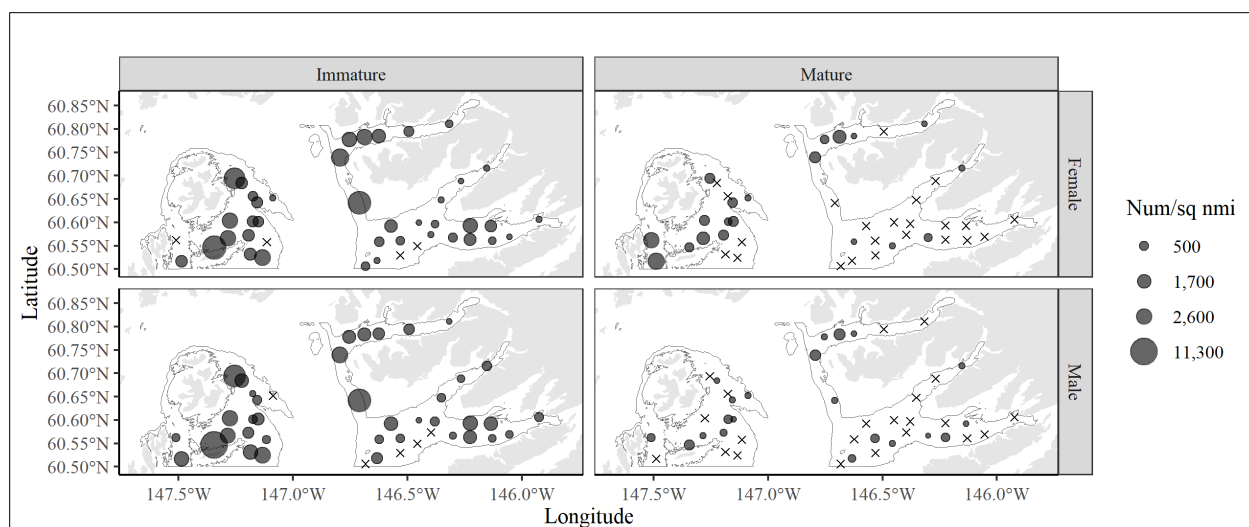 Immature
Mature
60.85°N
60.80°N
60.75°N
60.70°N
60.65°N
60.60°N
60.55°N
60.50°N
Female
60.85°N
60.80°N
60.75°N
60.70°N
60.65°N
60.60°N
60.55°N
60.50°N
Male
Latitude
147.5°W 147.0°W 146.5°W 146.0°W
147.5°W 147.0°W 146.5°W 146.0°W
Longitude
Num/sq nmi
500
1,700
2,600
11,300